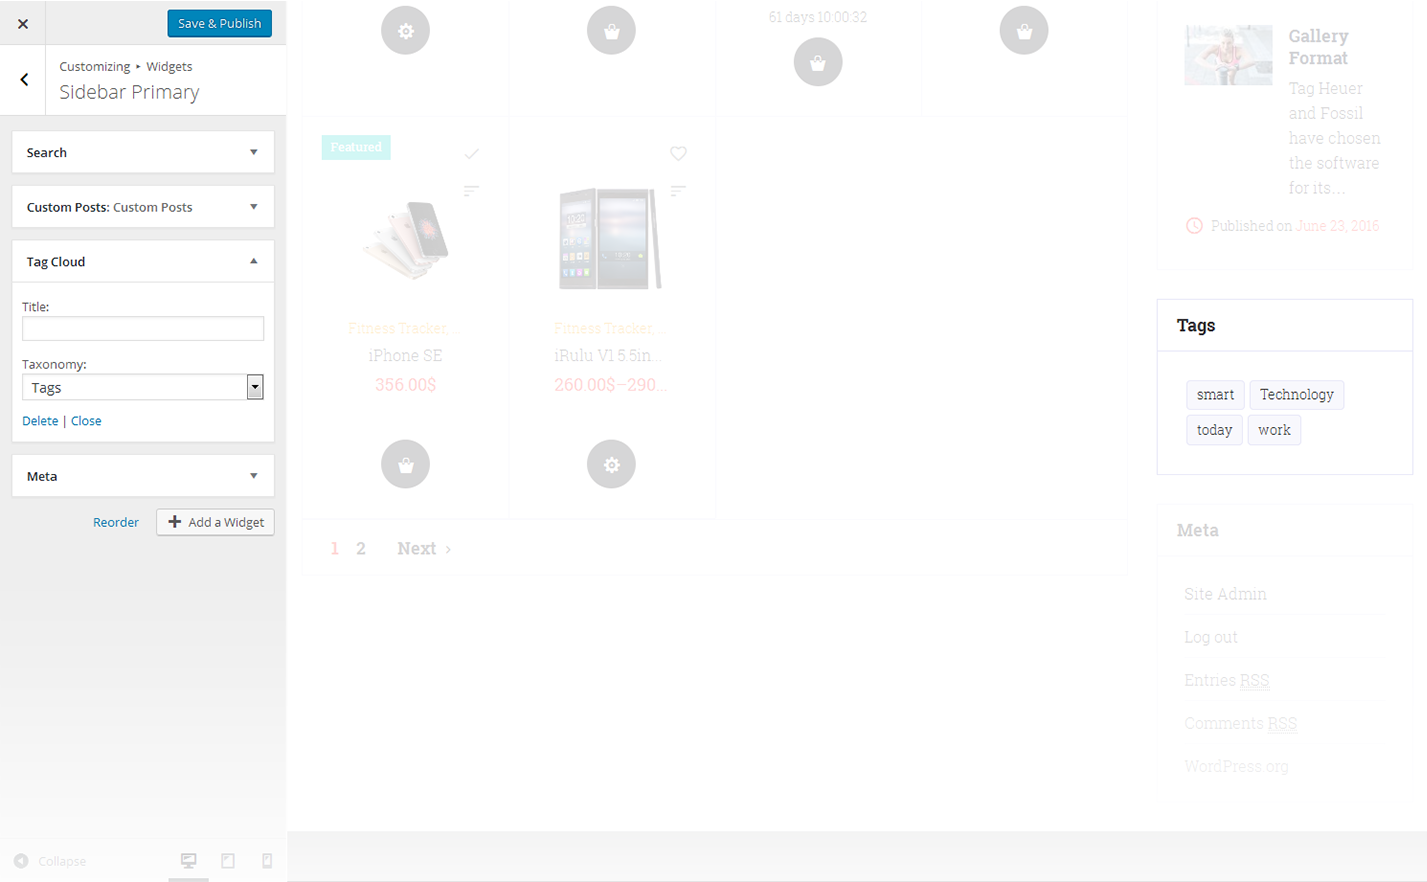 Save & Publish
Customizing ▸ Widgets
Sidebar Primary
Search
Custom Posts: Custom Posts
Tag Cloud
Title:
Taxonomy:
Tags
Delete | Close
Meta
Reorder
Add a Widget
Collapse
61 days 10:00:32
Featured
Fitness Tracker,...
iPhone SE
356.00$
Fitness Tracker,...
iRulu V1 5.5in...
260.00$–290...
1 2 Next ›
Gallery
Format
Tag Heuer
and Fossil
have chosen
the software
for its...
Published on June 23, 2016
Tags
smart Technology
today work
Meta
Site Admin
Log out
Entries RSS
Comments RSS
WordPress.org